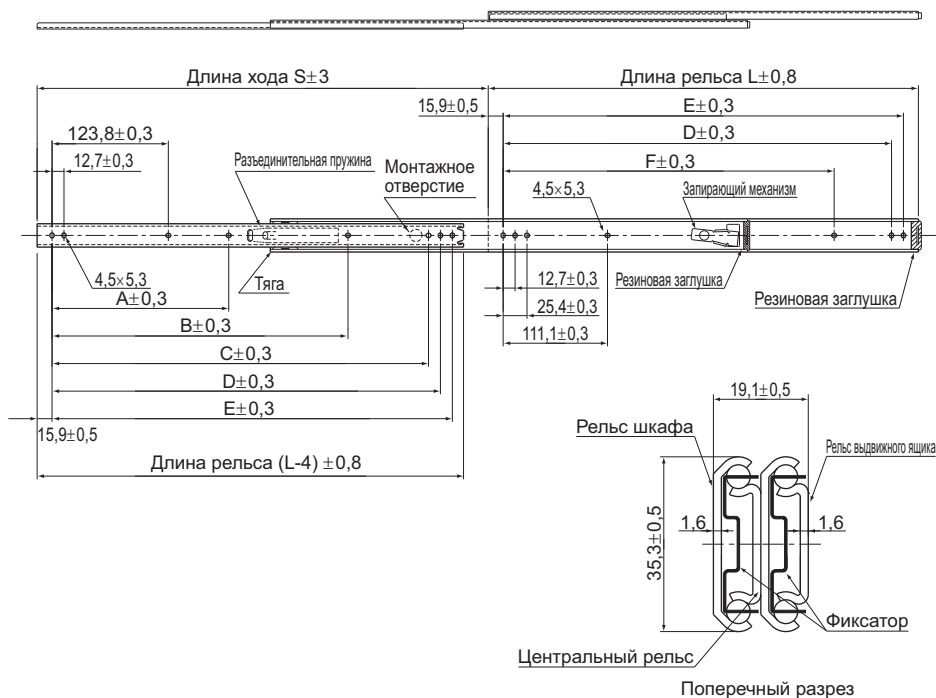 Длина хода S±3
Длина рельса L±0,8
15,9±0,5
E±0,3
123,8±0,3
D±0,3
12,7±0,3
Разъединительная пружина
Монтажное
отверстие
F±0,3
4,5×5,3
Запирающий механизм
4,5×5,3
Тяга
12,7±0,3
Резиновая заглушка
Резиновая заглушка
A±0,3
25,4±0,3
B±0,3
111,1±0,3
C±0,3
D±0,3
E±0,3
15,9±0,5
Длина рельса (L-4) ±0,8
19,1±0,5
Рельс шкафа
Рельс выдвижного ящика
35,3±0,5
1,6
1,6
Фиксатор
Центральный рельс
Поперечный разрез